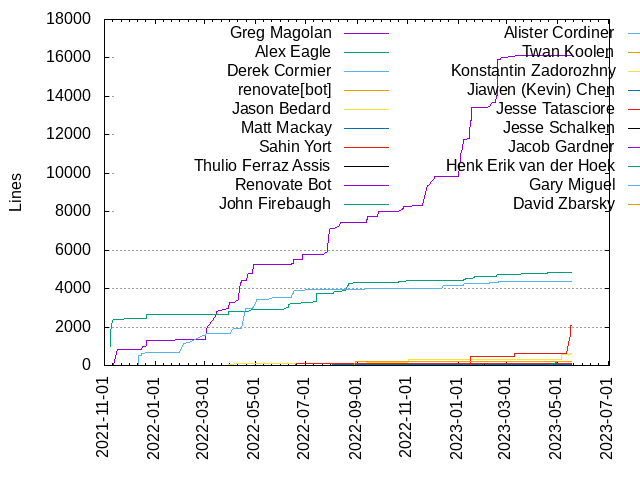 18000
16000
14000
12000
10000
8000
6000
4000
2000
0
Lines
Greg Magolan
Alex Eagle
Derek Cormier
renovate[bot]
Jason Bedard
Matt Mackay
Sahin Yort
Thulio Ferraz Assis
Renovate Bot
John Firebaugh
Alister Cordiner
Twan Koolen
Konstantin Zadorozhny
Jiawen (Kevin) Chen
Jesse Tatasciore
Jesse Schalken
Jacob Gardner
Henk Erik van der Hoek
Gary Miguel
David Zbarsky
2021-11-01
2022-01-01
2022-03-01
2022-05-01
2022-07-01
2022-09-01
2022-11-01
2023-01-01
2023-03-01
2023-05-01
2023-07-01